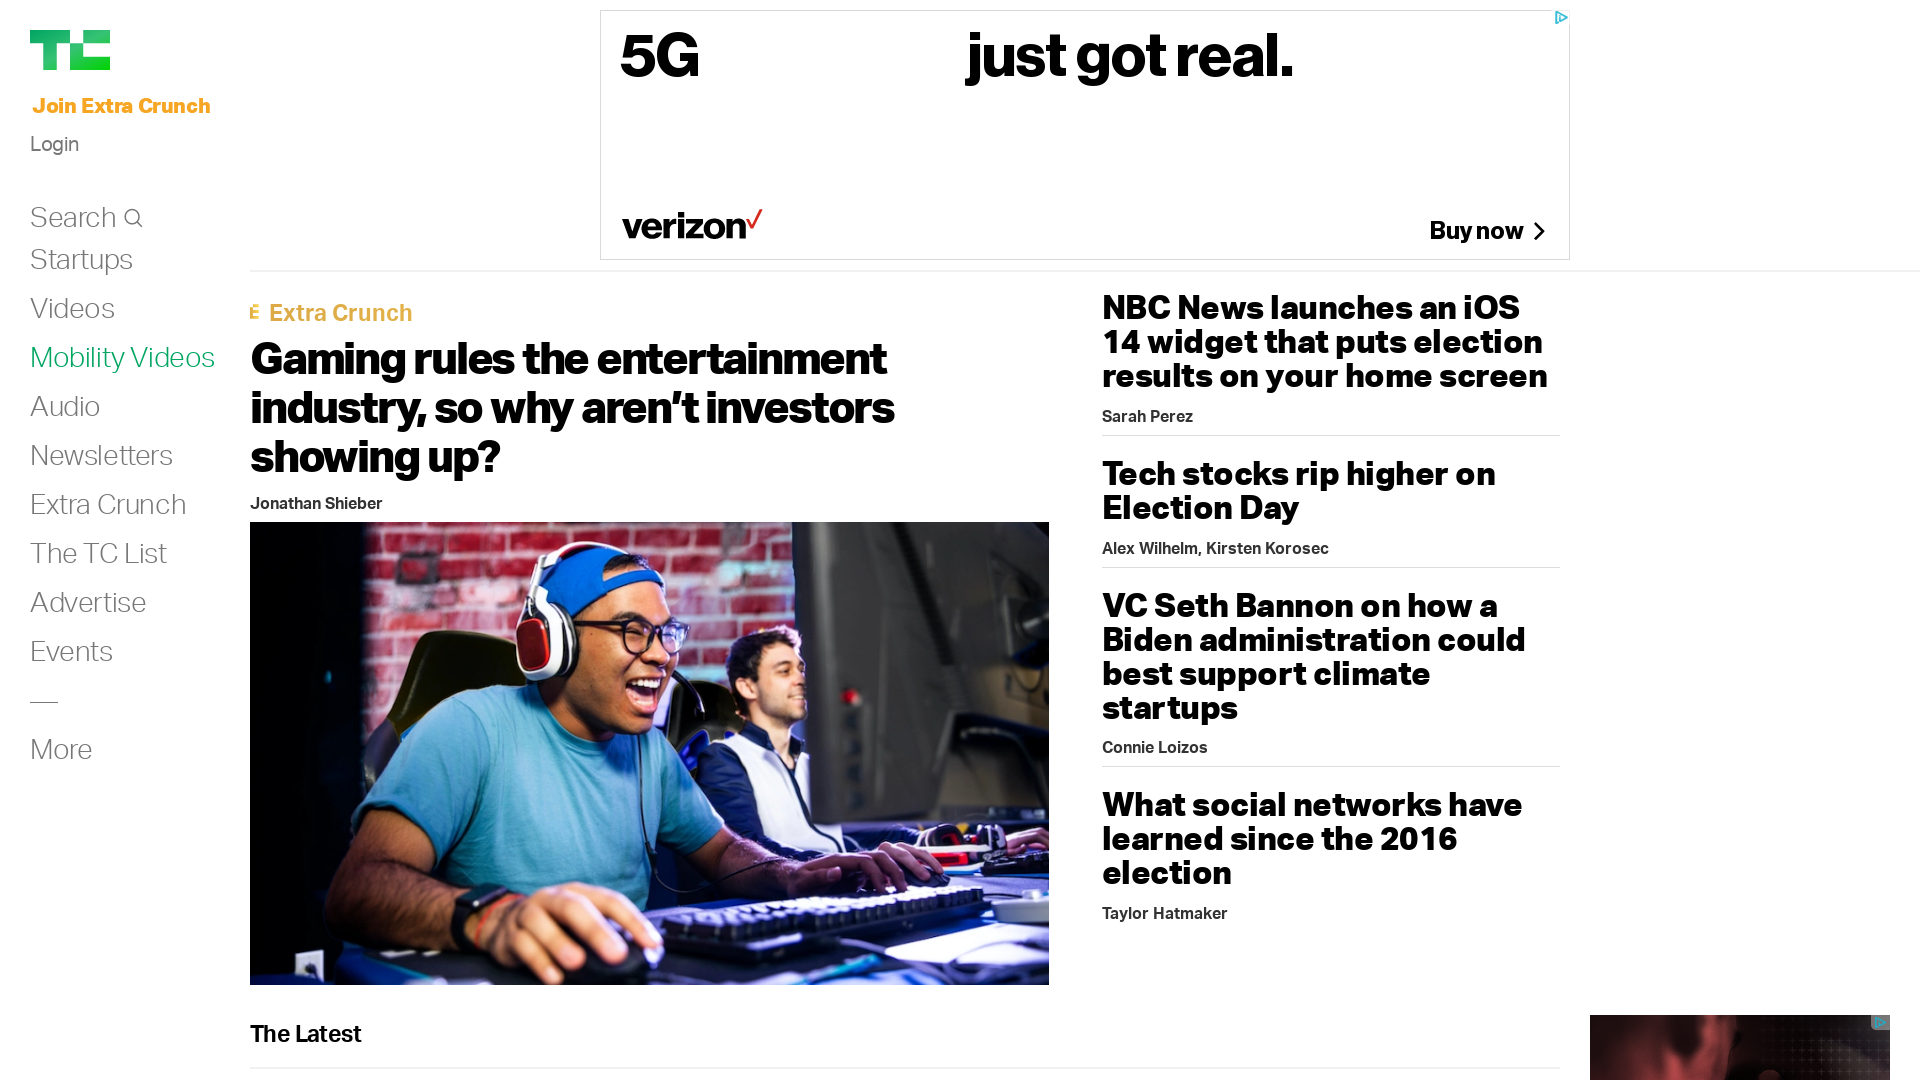 TC
Join Extra Crunch
Login
Search
Startups
Videos
Mobility Videos
Audio
Newsletters
Extra Crunch
The TC List
Advertise
Events
More
5G just got real.
verizon
Buy now
Extra Crunch
Gaming rules the entertainment
industry, so why aren’t investors
showing up?
Jonathan Shieber
NBC News launches an iOS
14 widget that puts election
results on your home screen
Sarah Perez
Tech stocks rip higher on
Election Day
Alex Wilhelm, Kirsten Korosec
VC Seth Bannon on how a
Biden administration could
best support climate
startups
Connie Loizos
What social networks have
learned since the 2016
election
Taylor Hatmaker
The Latest